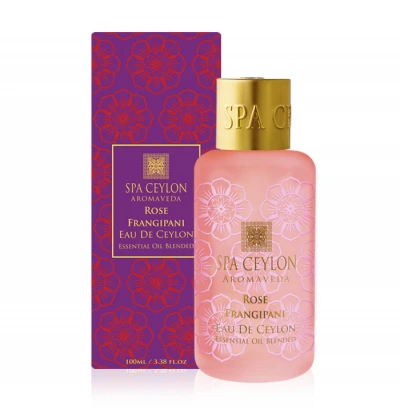 SPA CEYLON
AROMAVEDA
ROSE
FRANGIPANI
EAU DE CEYLON
ESSENTIAL OIL BLENDED
100ML / 3.38 FL.OZ
SPA CE
SPA CEYLON
AROMAVEDA
ROSE
FRANGIPANI
EAU DE CEYLON
ESSENTIAL OIL BLENDED